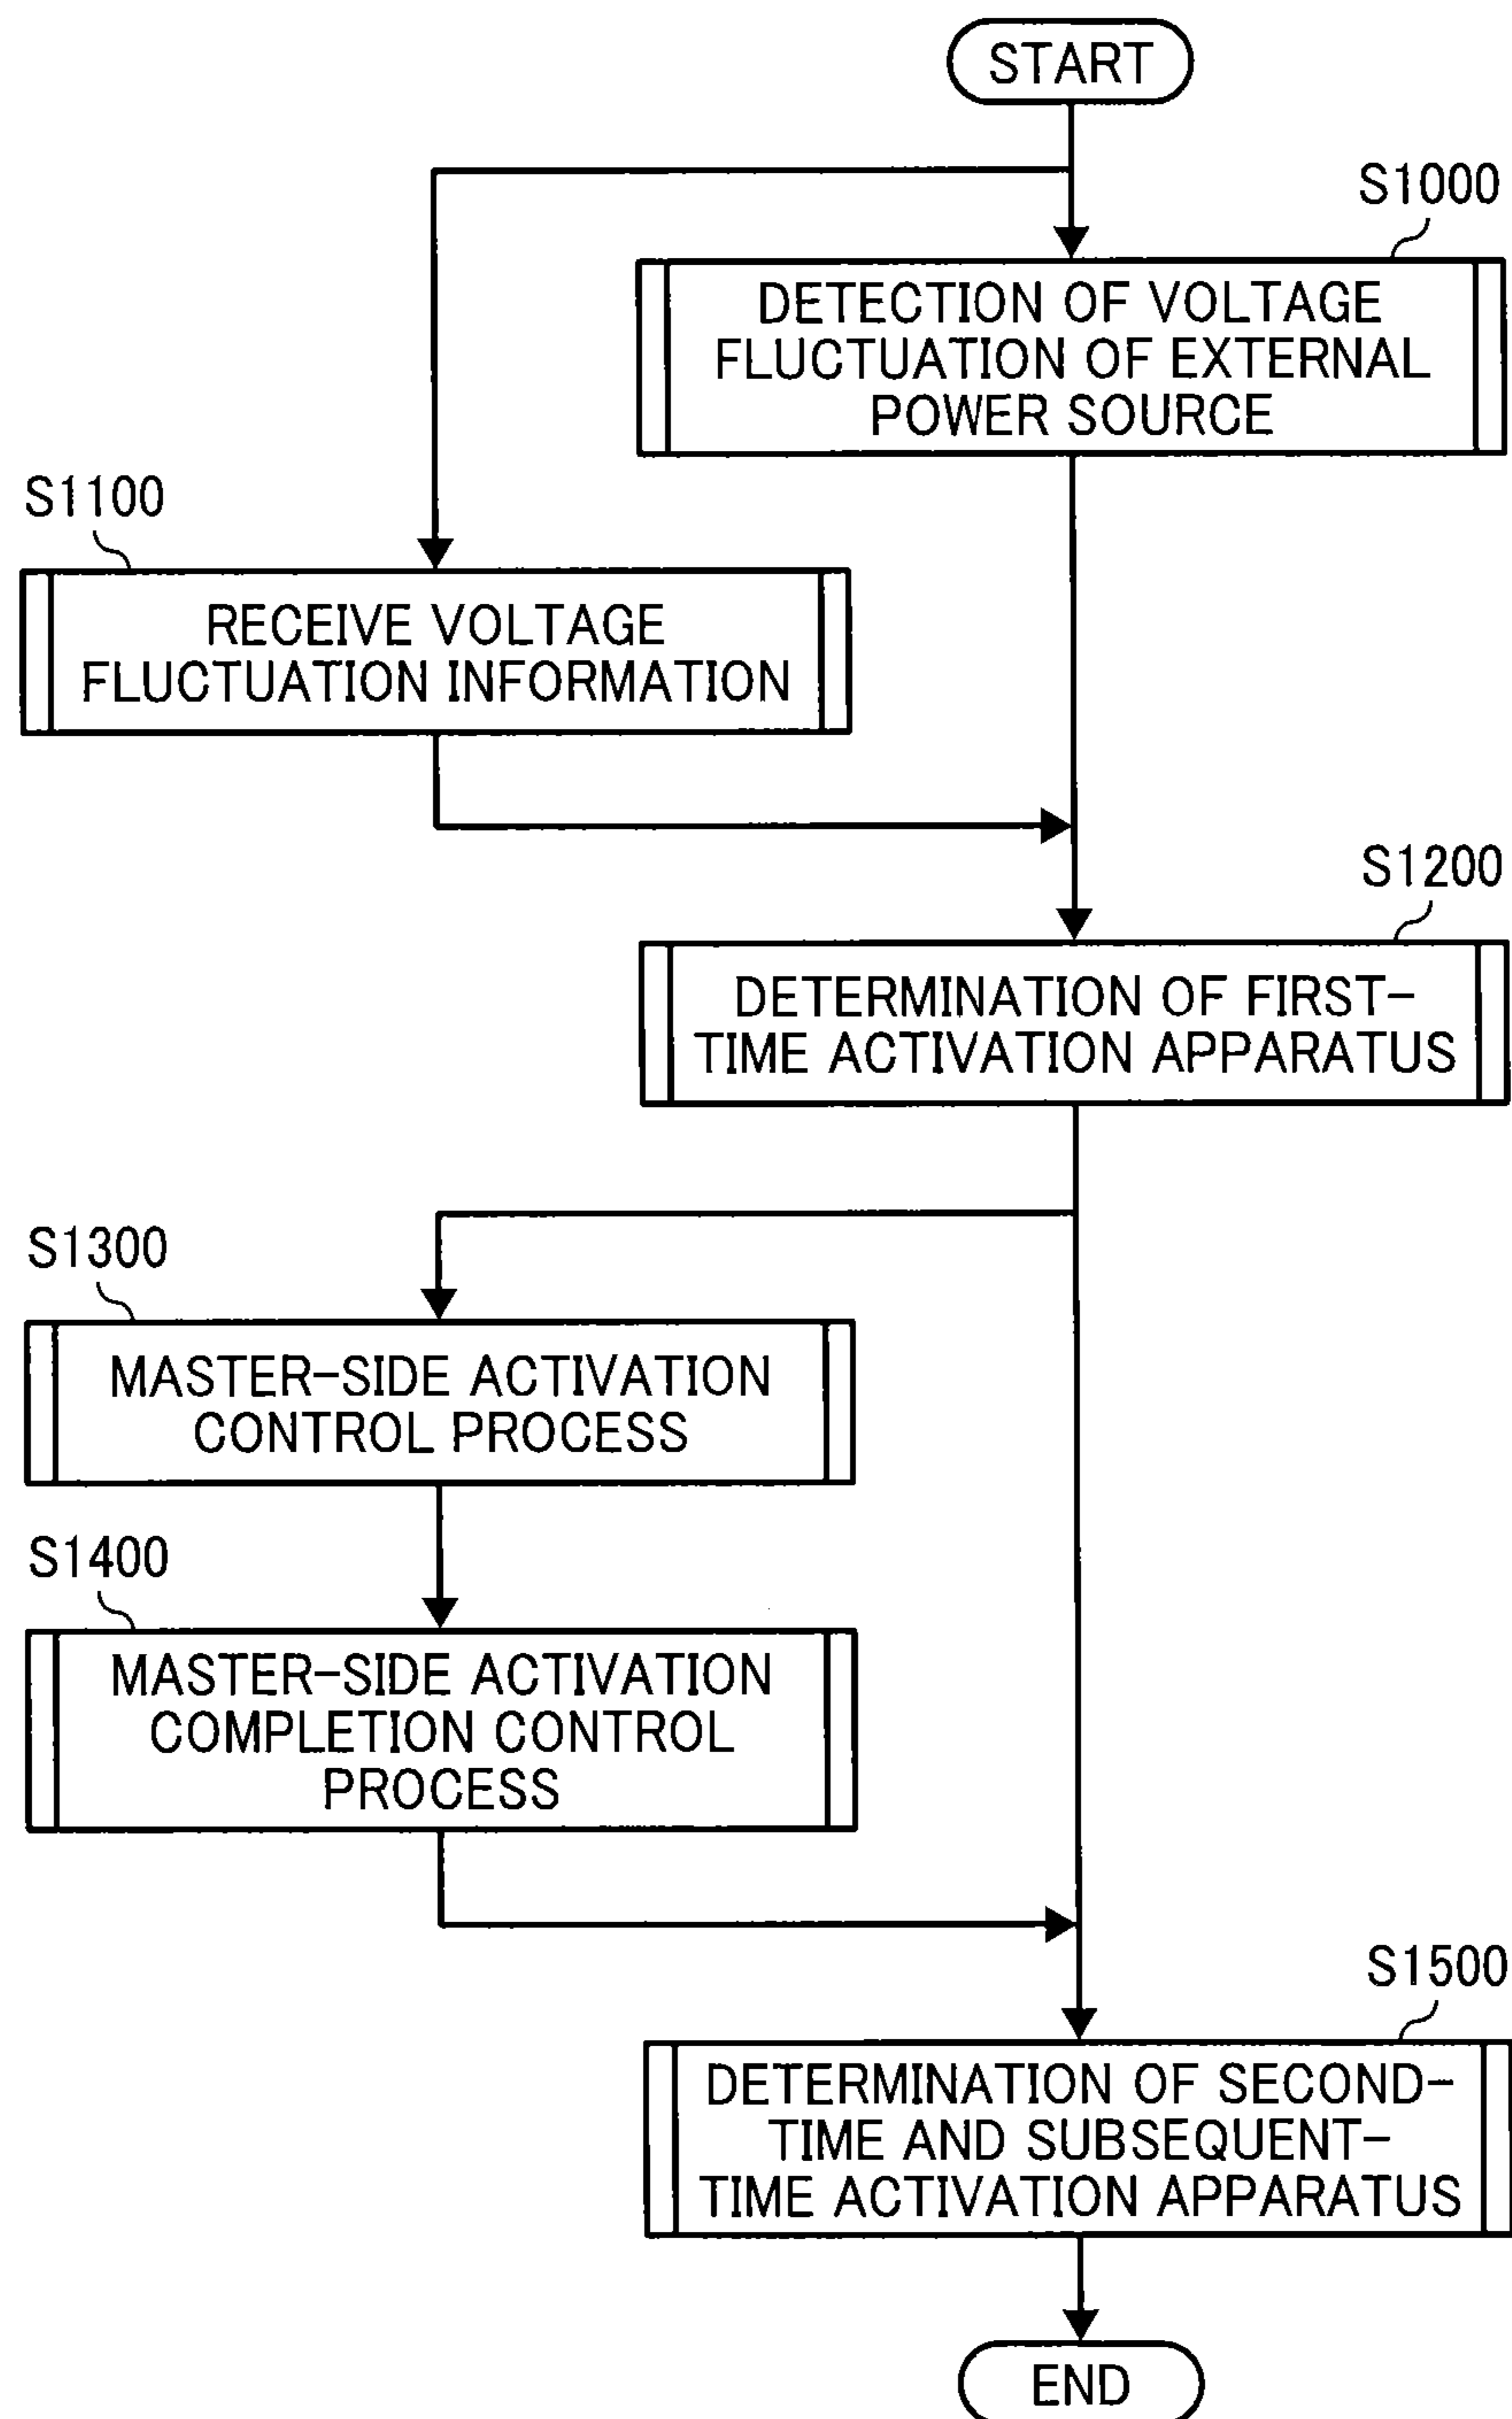 START
S1000
DETECTION OF VOLTAGE
FLUCTUATION OF EXTERNAL
POWER SOURCE
S1100
RECEIVE VOLTAGE
FLUCTUATION INFORMATION
S1200
DETERMINATION OF FIRST-
TIME ACTIVATION APPARATUS
S1300
MASTER-SIDE ACTIVATION
CONTROL PROCESS
S1400
MASTER-SIDE ACTIVATION
COMPLETION CONTROL
PROCESS
S1500
DETERMINATION OF SECOND-
TIME AND SUBSEQUENT-
TIME ACTIVATION APPARATUS
END